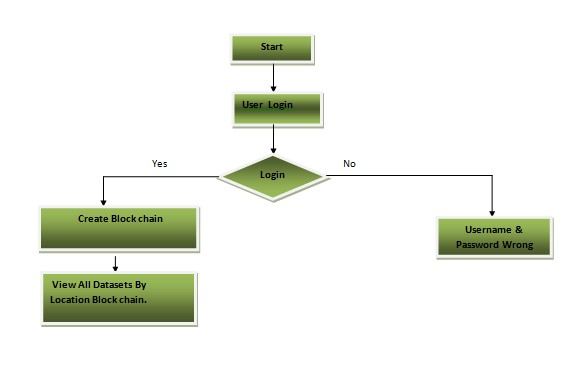 Start
User Login
Yes
No
Login
Create Block chain
Username &
Password Wrong
View All Datasets By
Location Block chain.